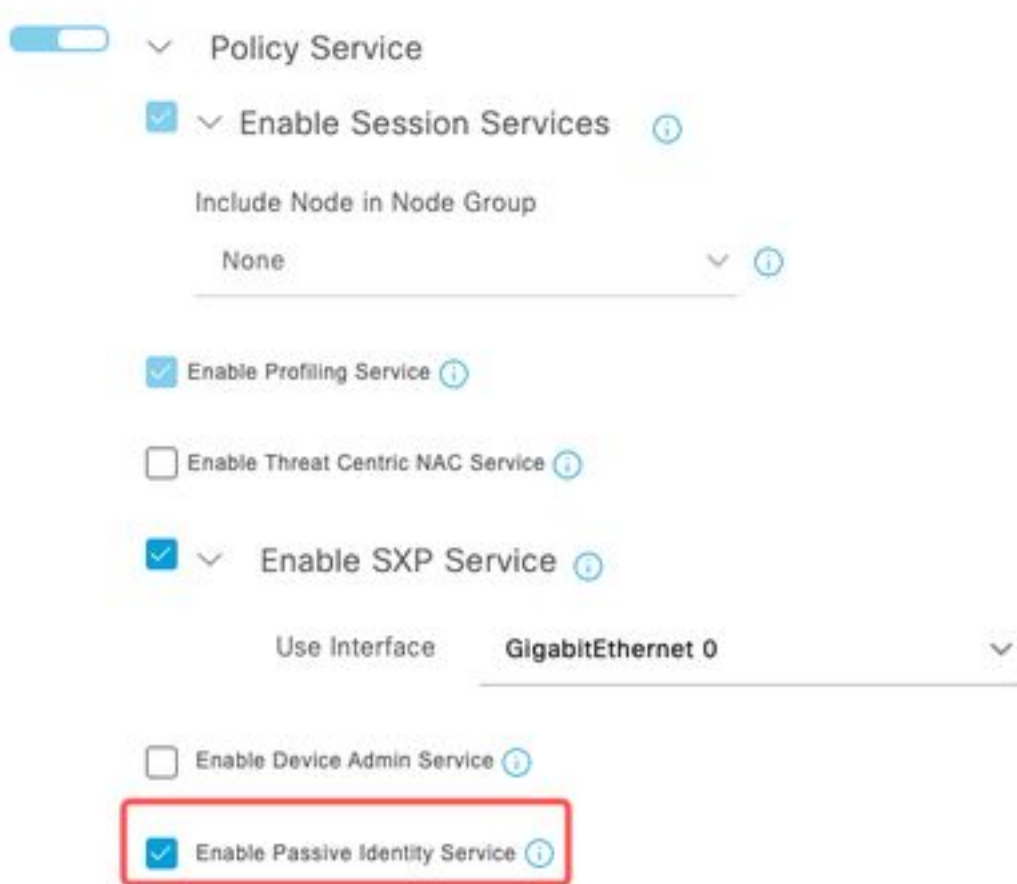 Policy Service
Enable Session Services
Include Node in Node Group
None
Enable Profiling Service
Enable Threat Centric NAC Service
Enable SXP Service
Use Interface GigabitEthernet 0
Enable Device Admin Service
Enable Passive Identity Service